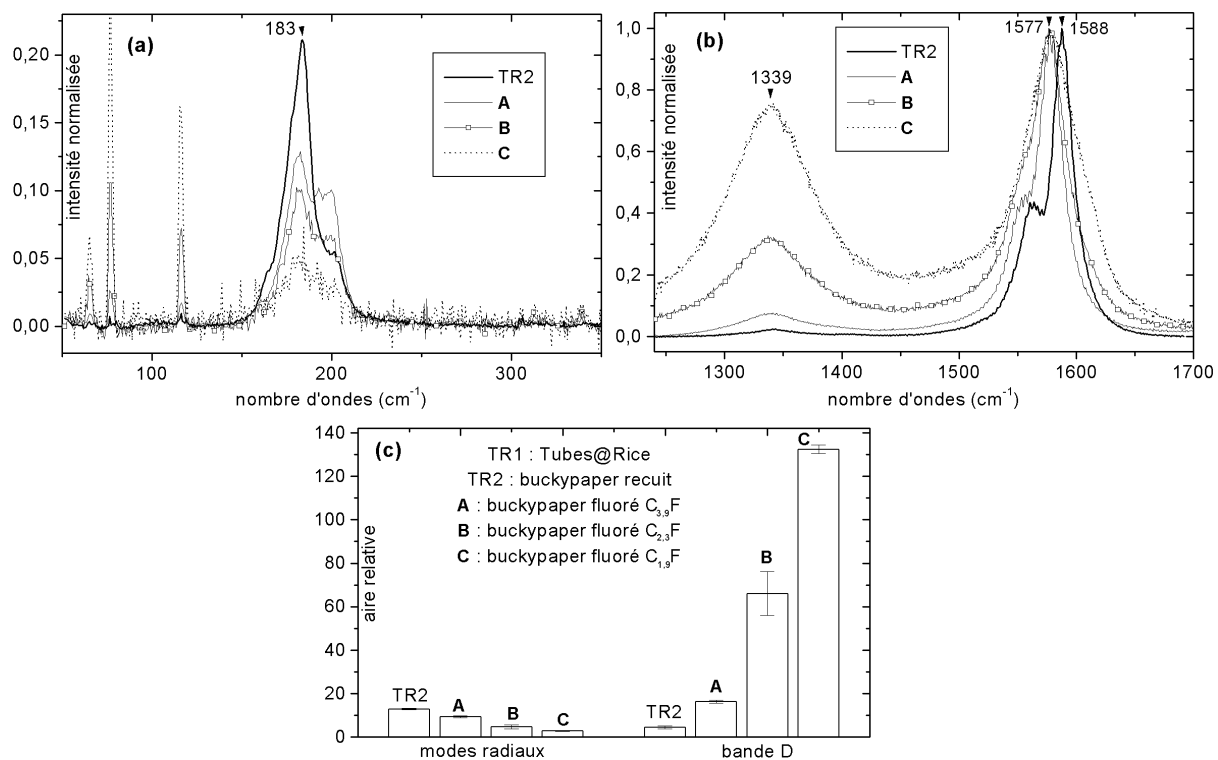 (a)
183
intensité normalisée
0,20
0,15
0,10
0,05
0,00
TR2
A
B
C
100
200
300
nombre d'ondes (cm⁻¹)
(b)
1339
1577
1588
intensité normalisée
1,0
0,8
0,6
0,4
0,2
0,0
TR2
A
B
C
1300
1400
1500
1600
1700
nombre d'ondes (cm⁻¹)
(c)
TR1 : Tubes@Rice
TR2 : buckypaper recuit
A : buckypaper fluoré C₃,₉F
B : buckypaper fluoré C₂,₃F
C : buckypaper fluoré C₁,₉F
aire relative
140
120
100
80
60
40
20
0
TR2
A
B
C
TR2
A
B
C
modes radiaux
bande D